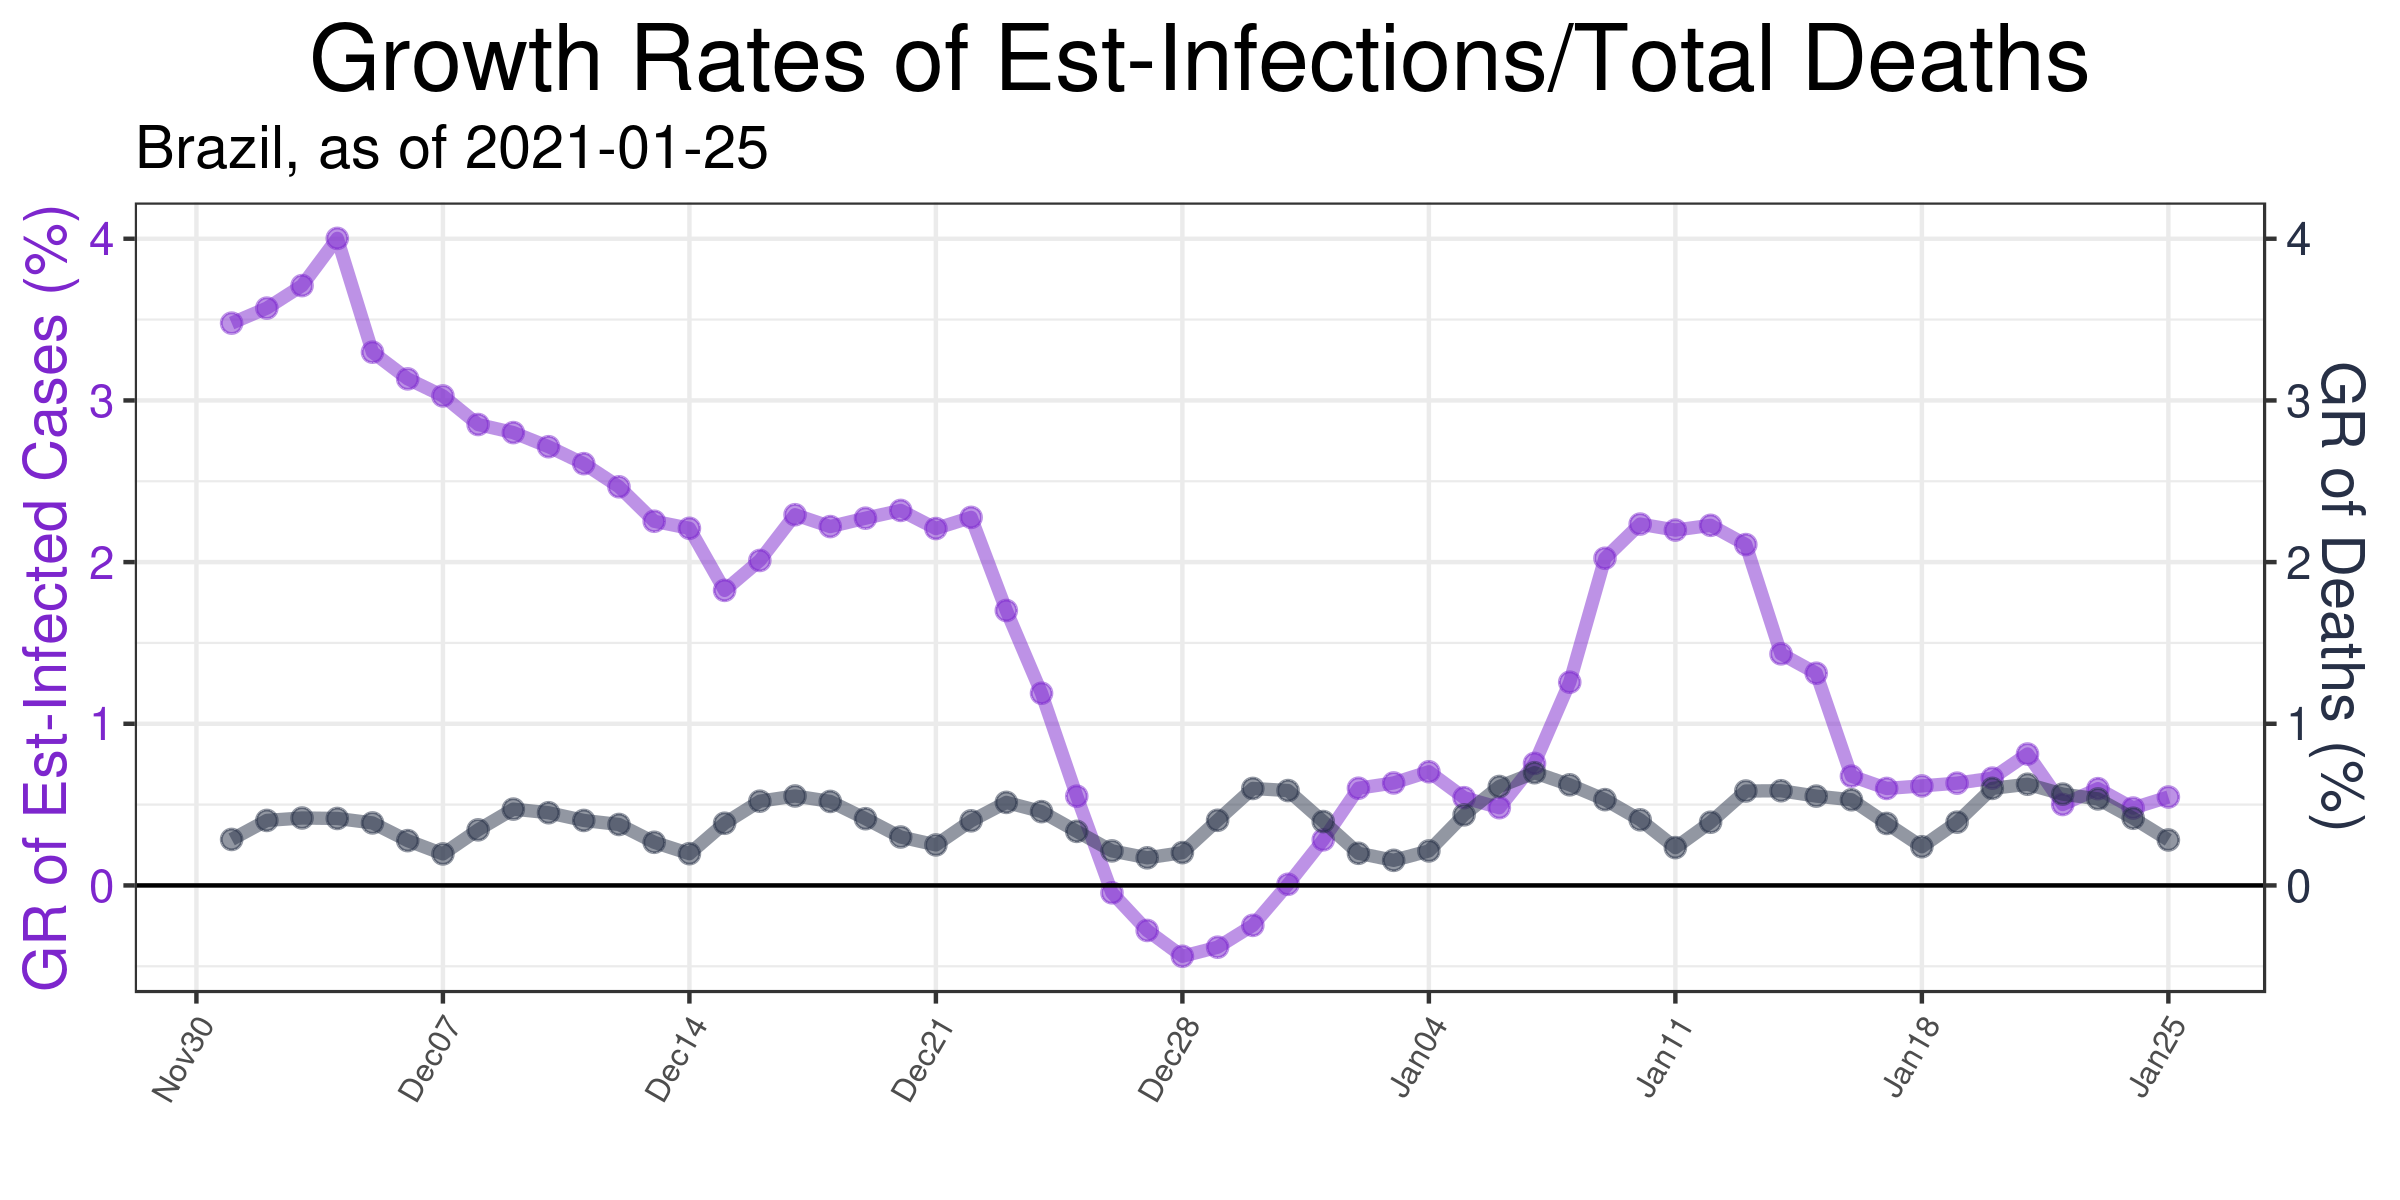 Growth Rates of Est-Infections/Total Deaths
Brazil, as of 2021-01-25
GR of Est-Infected Cases (%)
4
3
2
1
0
4
3
2
1
0
GR of Deaths (%)
Nov30
Dec07
Dec14
Dec21
Dec28
Jan04
Jan11
Jan18
Jan25